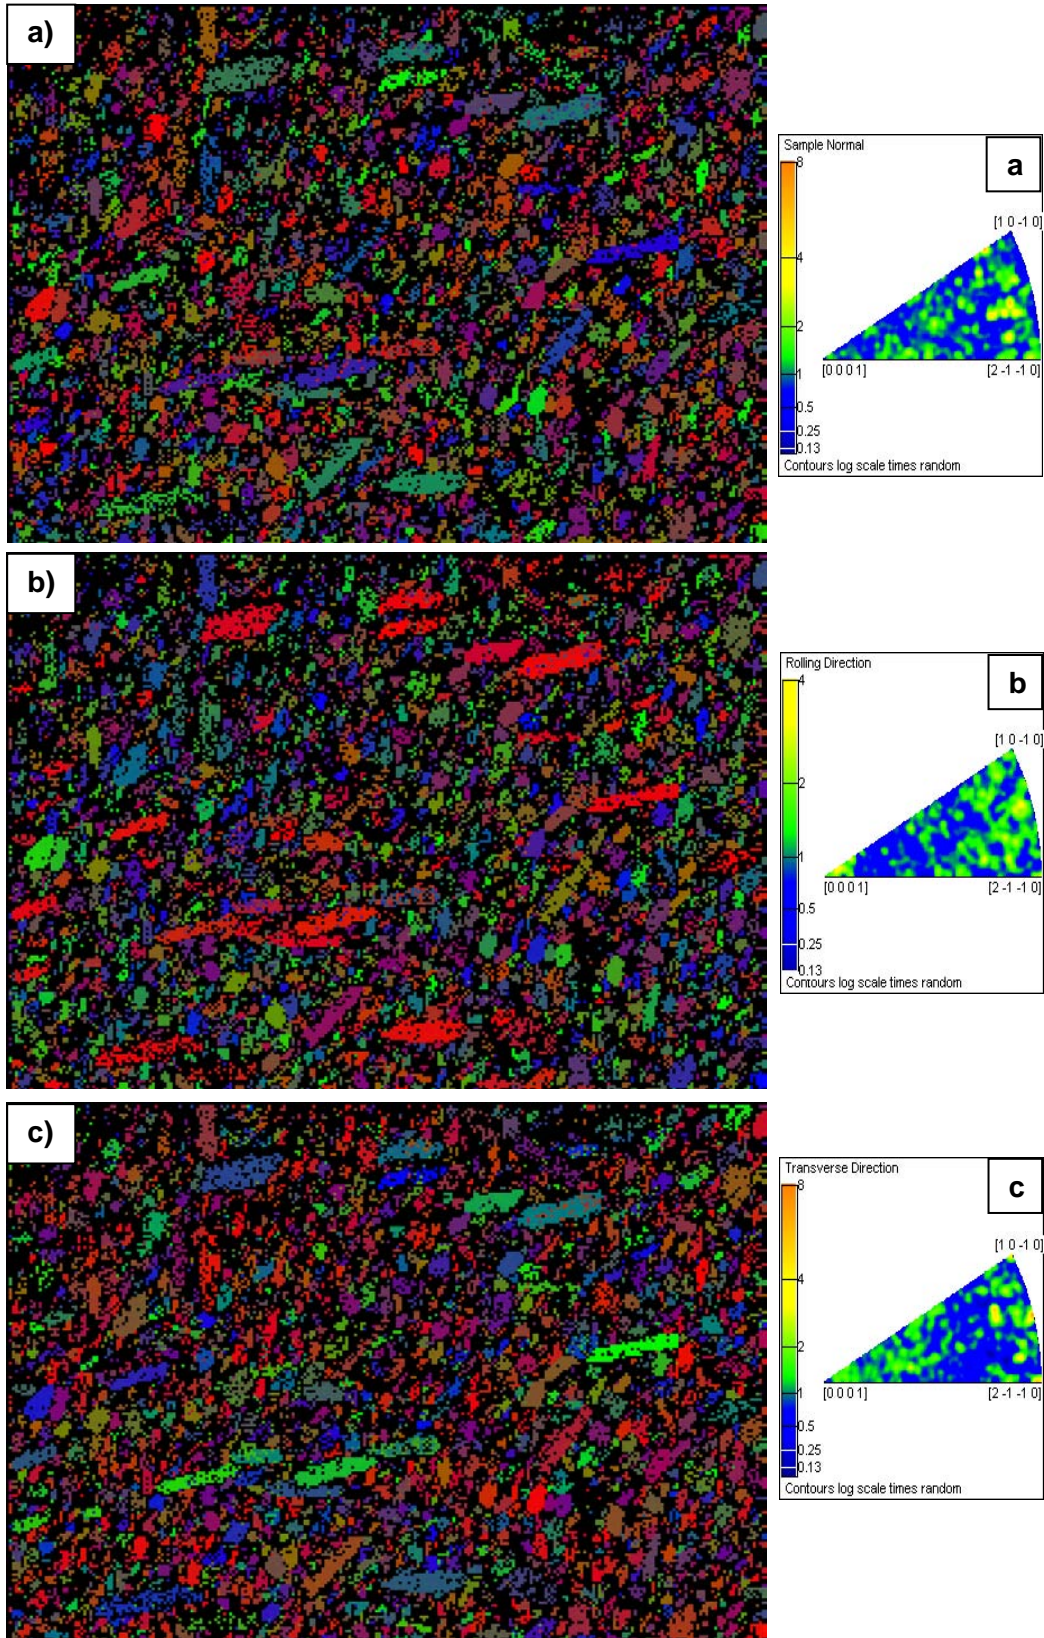 a)
Sample Normal
a
8
[1 0 -1 0]
4
2
1
[0 0 0 1] [2 -1 -1 0]
0.5
0.25
0.13
Contours log scale times random
b)
Rolling Direction
b
4
[1 0 -1 0]
2
1
[0 0 0 1] [2 -1 -1 0]
0.5
0.25
0.13
Contours log scale times random
c)
Transverse Direction
c
8
[1 0 -1 0]
4
2
1
[0 0 0 1] [2 -1 -1 0]
0.5
0.25
0.13
Contours log scale times random